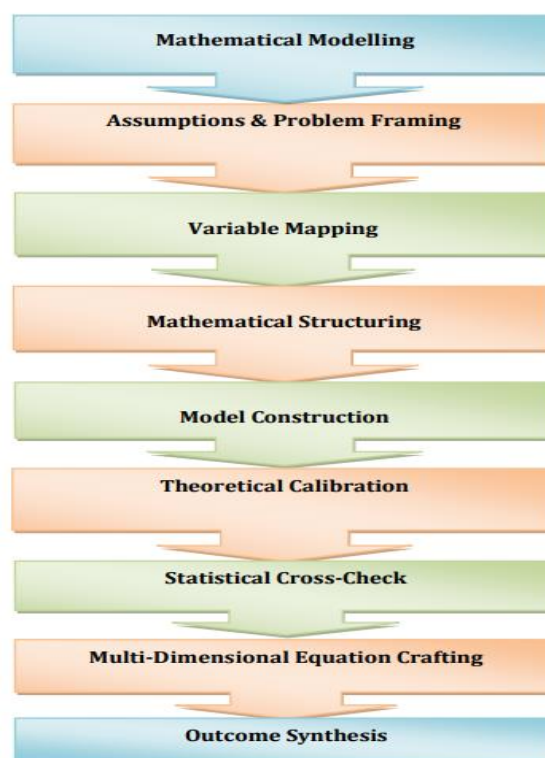 Mathematical Modelling
Assumptions & Problem Framing
Variable Mapping
Mathematical Structuring
Model Construction
Theoretical Calibration
Statistical Cross-Check
Multi-Dimensional Equation Crafting
Outcome Synthesis